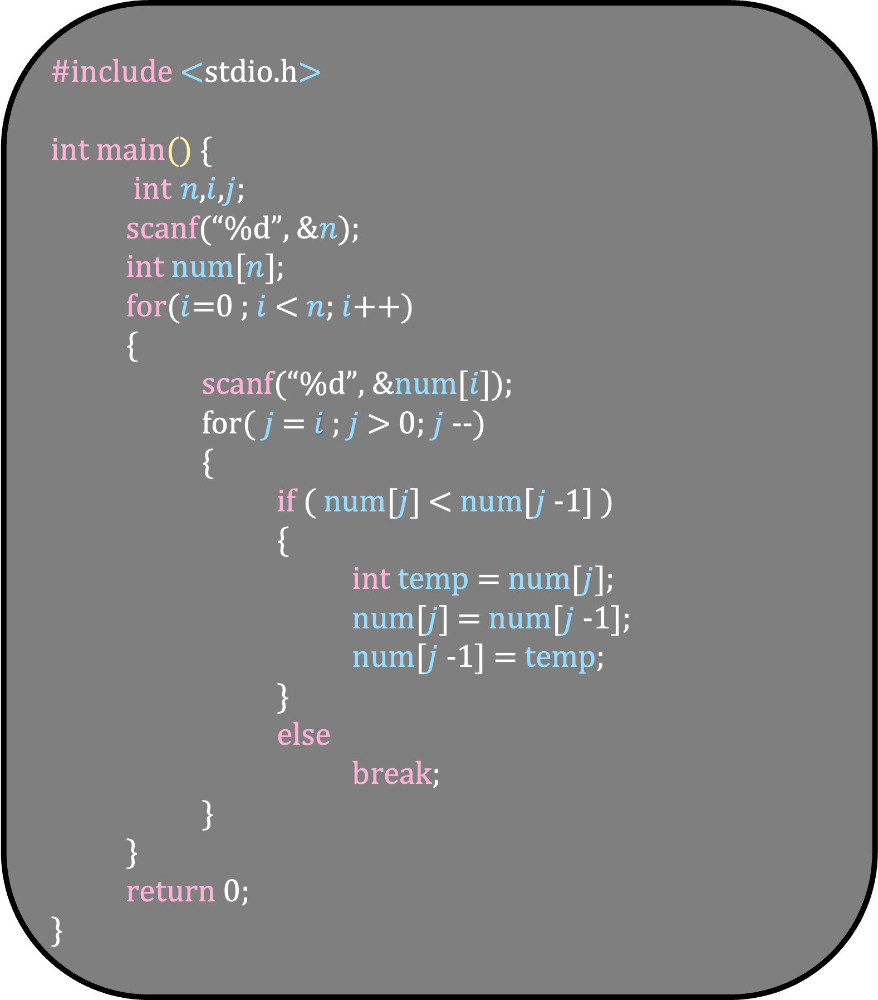 #include <stdio.h>
int main() {
int n,i,j;
scanf(“%d”, &n);
int num[n];
for(i=0 ; i < n; i++)
{
scanf(“%d”, &num[i]);
for( j = i ; j > 0; j --)
{
if ( num[j] < num[j -1] )
{
int temp = num[j];
num[j] = num[j -1];
num[j -1] = temp;
}
else
break;
}
}
return 0;
}